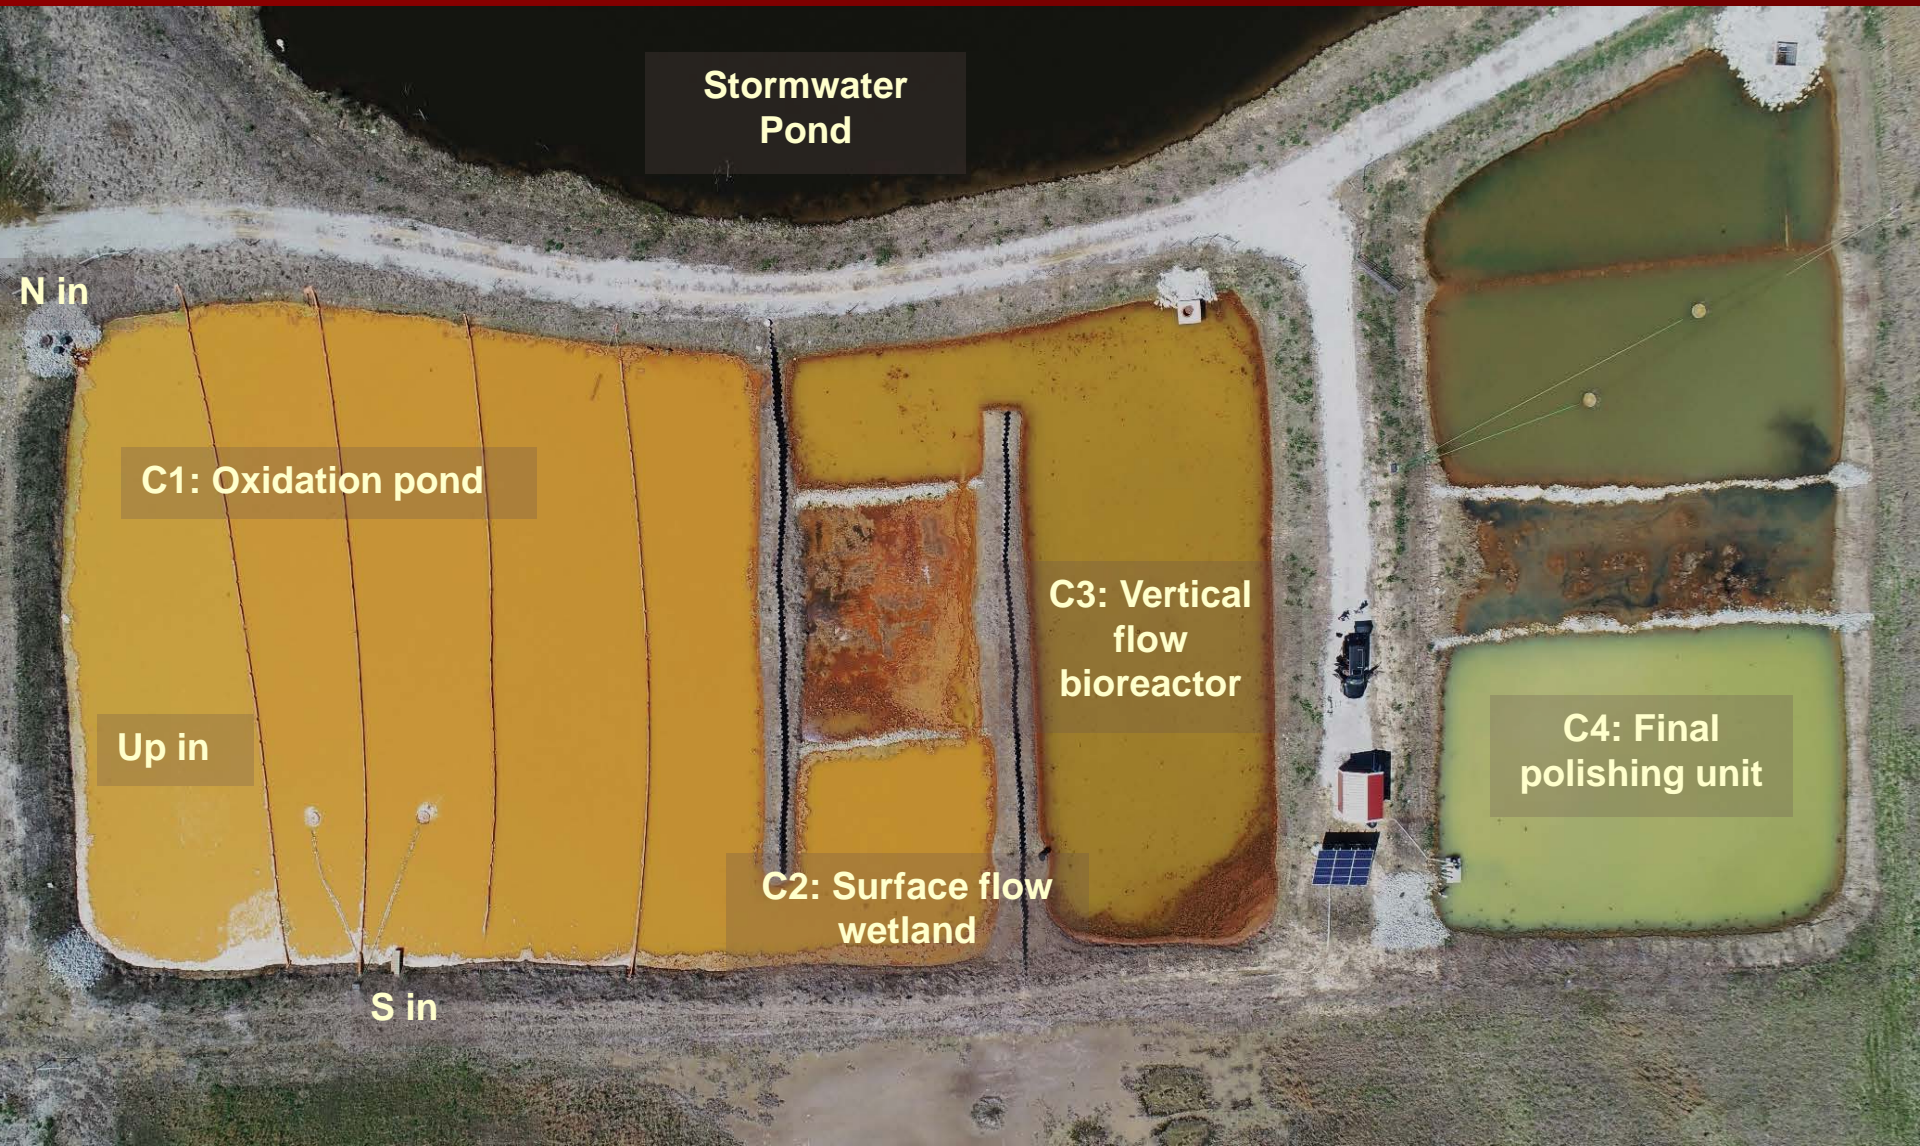 Stormwater
Pond
N in
C1: Oxidation pond
Up in
S in
C2: Surface flow
wetland
C3: Vertical
flow
bioreactor
C4: Final
polishing unit